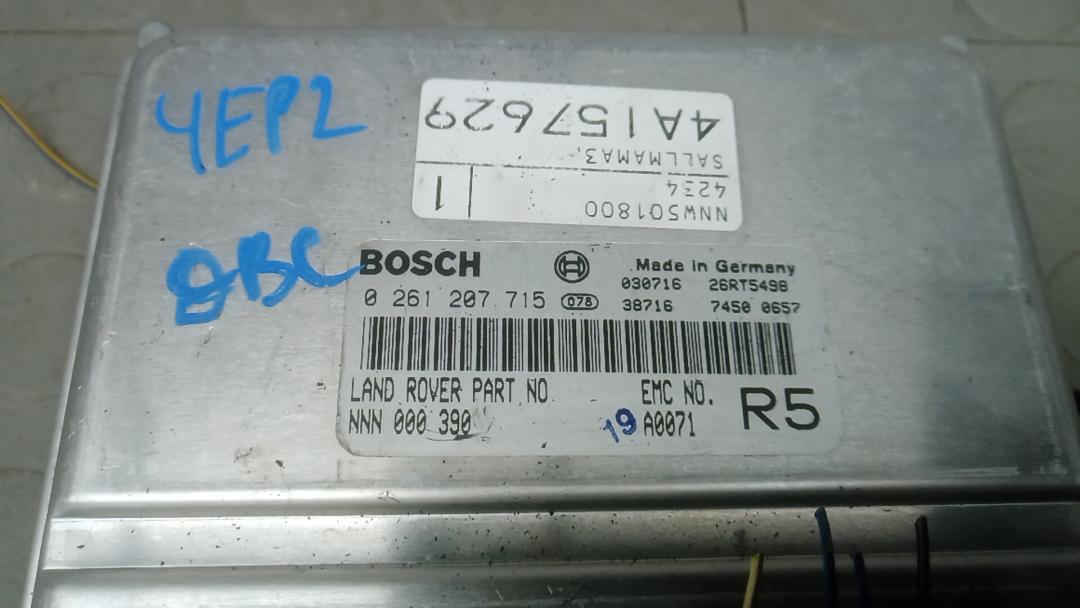 4EP2
4A157629
SALLMAMA3,
4234
1
NNW501800
ƋBC
BOSCH
Made in Germany
030716 26RT5498
0 261 207 715 078
38716 7450 0657
LAND ROVER PART NO
EMC NO.
NNN 000 390
19 A0071
R5